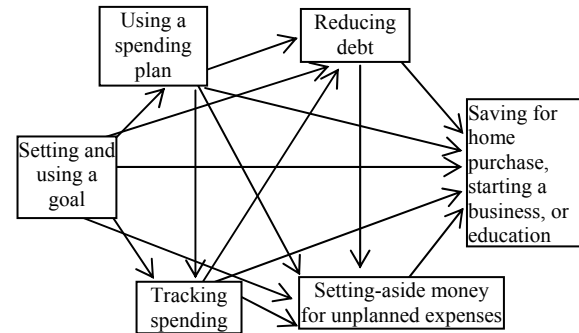 Using a
spending
plan
Reducing
debt
Setting and
using a
goal
Saving for
home
purchase,
starting a
business, or
education
Tracking
spending
Setting-aside money
for unplanned expenses